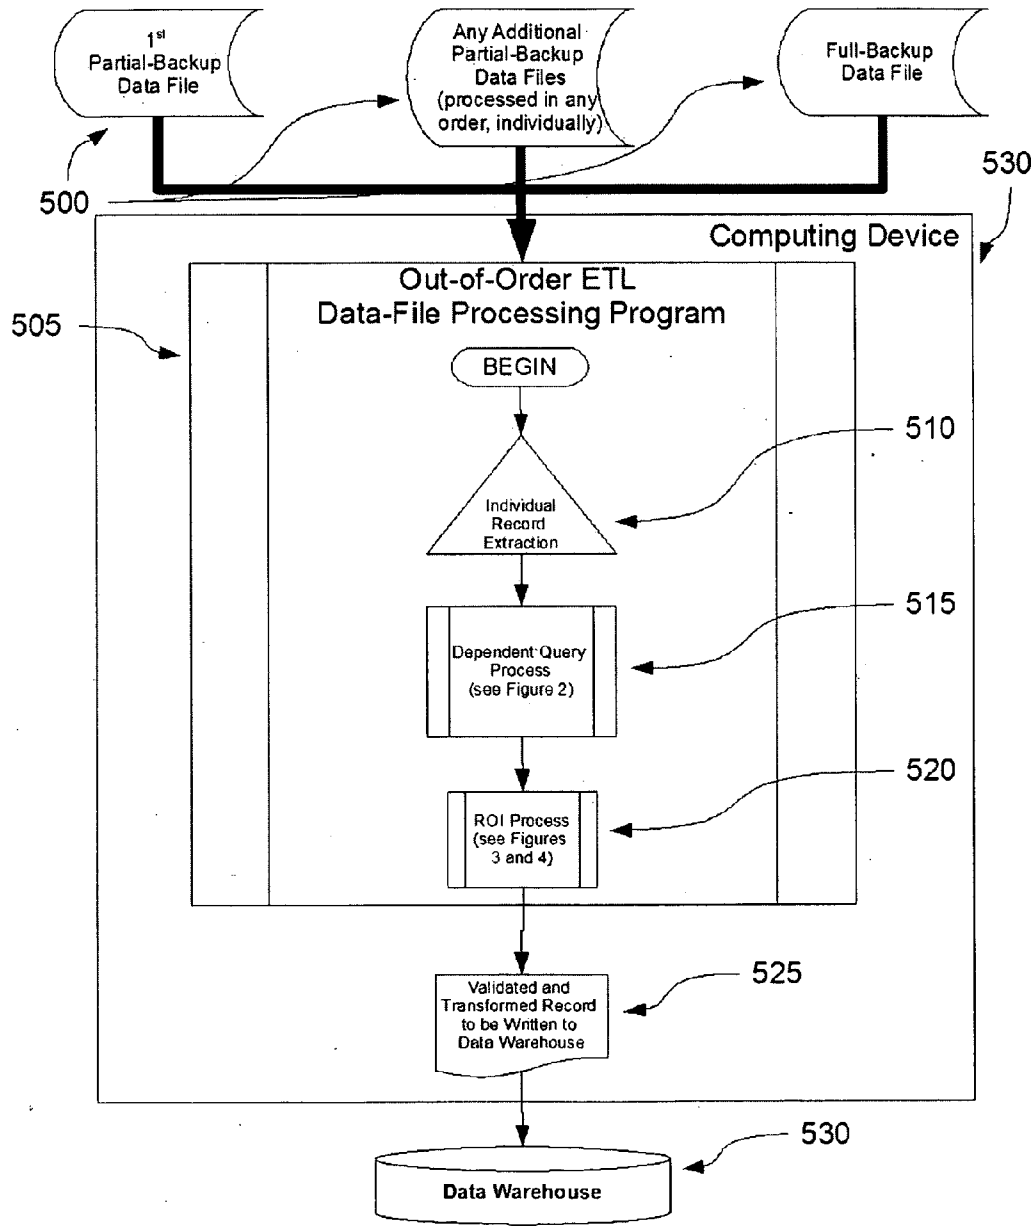 1st
Partial-Backup
Data File
Any Additional
Partial-Backup
Data Files
(processed in any
order, individually)
Full-Backup
Data File
500
530
Computing Device
Out-of-Order ETL
Data-File Processing Program
505
BEGIN
510
Individual
Record
Extraction
515
Dependent Query
Process
(see Figure 2)
520
ROI Process
(see Figures
3 and 4)
525
Validated and
Transformed Record
to be Written to
Data Warehouse
530
Data Warehouse